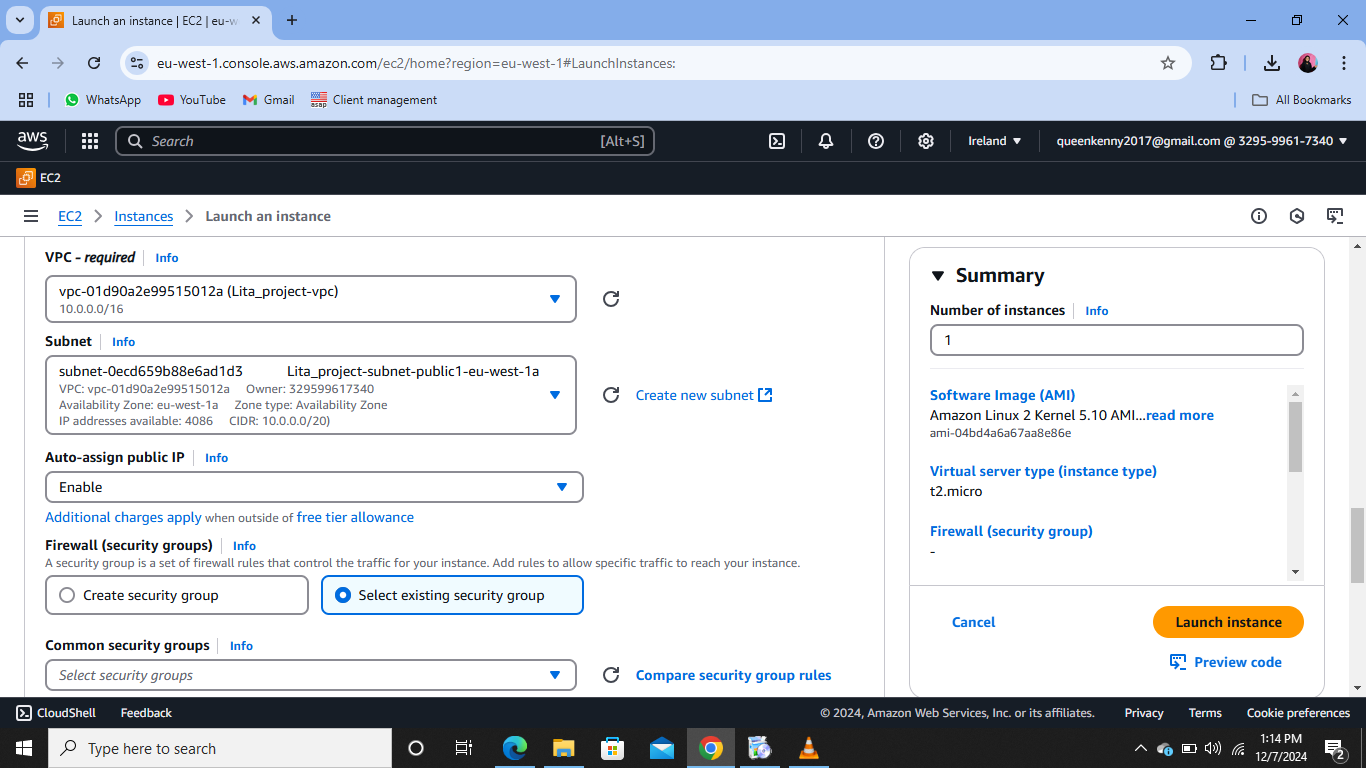 Launch an instance | EC2 | eu-w
eu-west-1.console.aws.amazon.com/ec2/home?region=eu-west-1#LaunchInstances:
WhatsApp
YouTube
Gmail
asap
Client management
All Bookmarks
aws
Search
[Alt+S]
Ireland
queenkenny2017@gmail.com @ 3295-9961-7340
EC2
EC2
Instances
Launch an instance
VPC - required
Info
vpc-01d90a2e99515012a (Lita_project-vpc)
10.0.0.0/16
Subnet
Info
subnet-0ecd659b88e6ad1d3 Lita_project-subnet-public1-eu-west-1a
VPC: vpc-01d90a2e99515012a Owner: 329599617340
Availability Zone: eu-west-1a Zone type: Availability Zone
IP addresses available: 4086 CIDR: 10.0.0.0/20)
Create new subnet
Auto-assign public IP
Info
Enable
Additional charges apply when outside of free tier allowance
Firewall (security groups)
Info
A security group is a set of firewall rules that control the traffic for your instance. Add rules to allow specific traffic to reach your instance.
Create security group
Select existing security group
Common security groups
Info
Select security groups
Compare security group rules
Summary
Number of instances
Info
1
Software Image (AMI)
Amazon Linux 2 Kernel 5.10 AMI...read more
ami-04bd4a6a67aa8e86e
Virtual server type (instance type)
t2.micro
Firewall (security group)
-
Cancel
Launch instance
Preview code
CloudShell
Feedback
© 2024, Amazon Web Services, Inc. or its affiliates.
Privacy
Terms
Cookie preferences
Type here to search
1:14 PM
12/7/2024
2